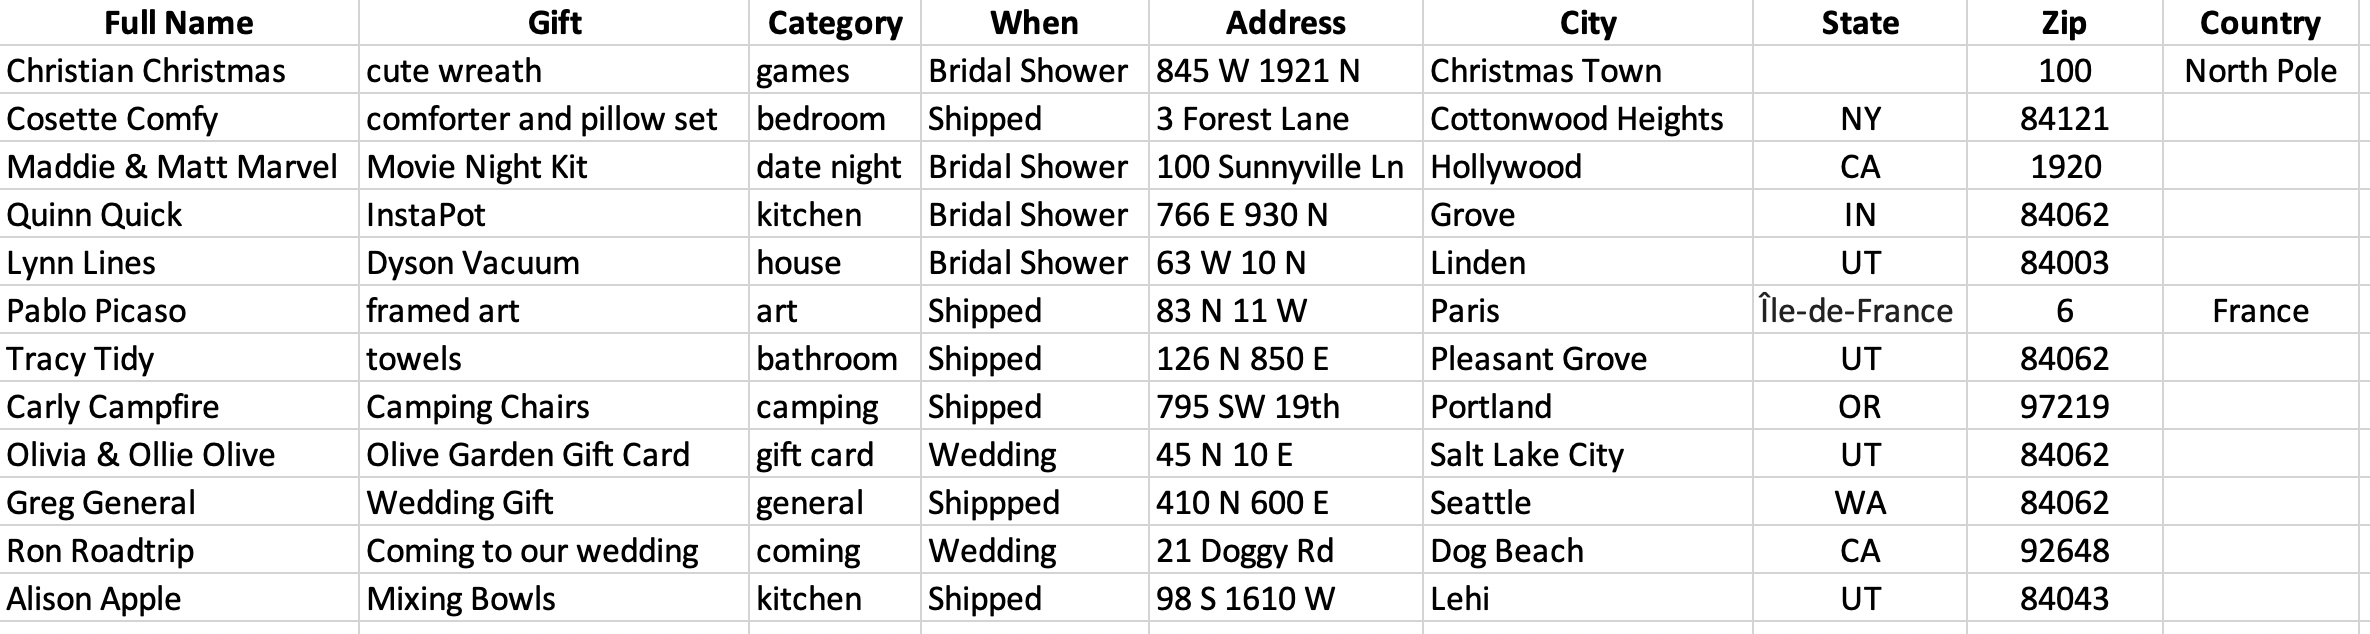 Full Name Gift Category When Address City State Zip Country
Christian Christmas cute wreath games Bridal Shower 845 W 1921 N Christmas Town 100 North Pole
Cosette Comfy comforter and pillow set bedroom Shipped 3 Forest Lane Cottonwood Heights NY 84121
Maddie & Matt Marvel Movie Night Kit date night Bridal Shower 100 Sunnyville Ln Hollywood CA 1920
Quinn Quick InstaPot kitchen Bridal Shower 766 E 930 N Grove IN 84062
Lynn Lines Dyson Vacuum house Bridal Shower 63 W 10 N Linden UT 84003
Pablo Picaso framed art art Shipped 83 N 11 W Paris Île-de-France 6 France
Tracy Tidy towels bathroom Shipped 126 N 850 E Pleasant Grove UT 84062
Carly Campfire Camping Chairs camping Shipped 795 SW 19th Portland OR 97219
Olivia & Ollie Olive Olive Garden Gift Card gift card Wedding 45 N 10 E Salt Lake City UT 84062
Greg General Wedding Gift general Shippped 410 N 600 E Seattle WA 84062
Ron Roadtrip Coming to our wedding coming Wedding 21 Doggy Rd Dog Beach CA 92648
Alison Apple Mixing Bowls kitchen Shipped 98 S 1610 W Lehi UT 84043